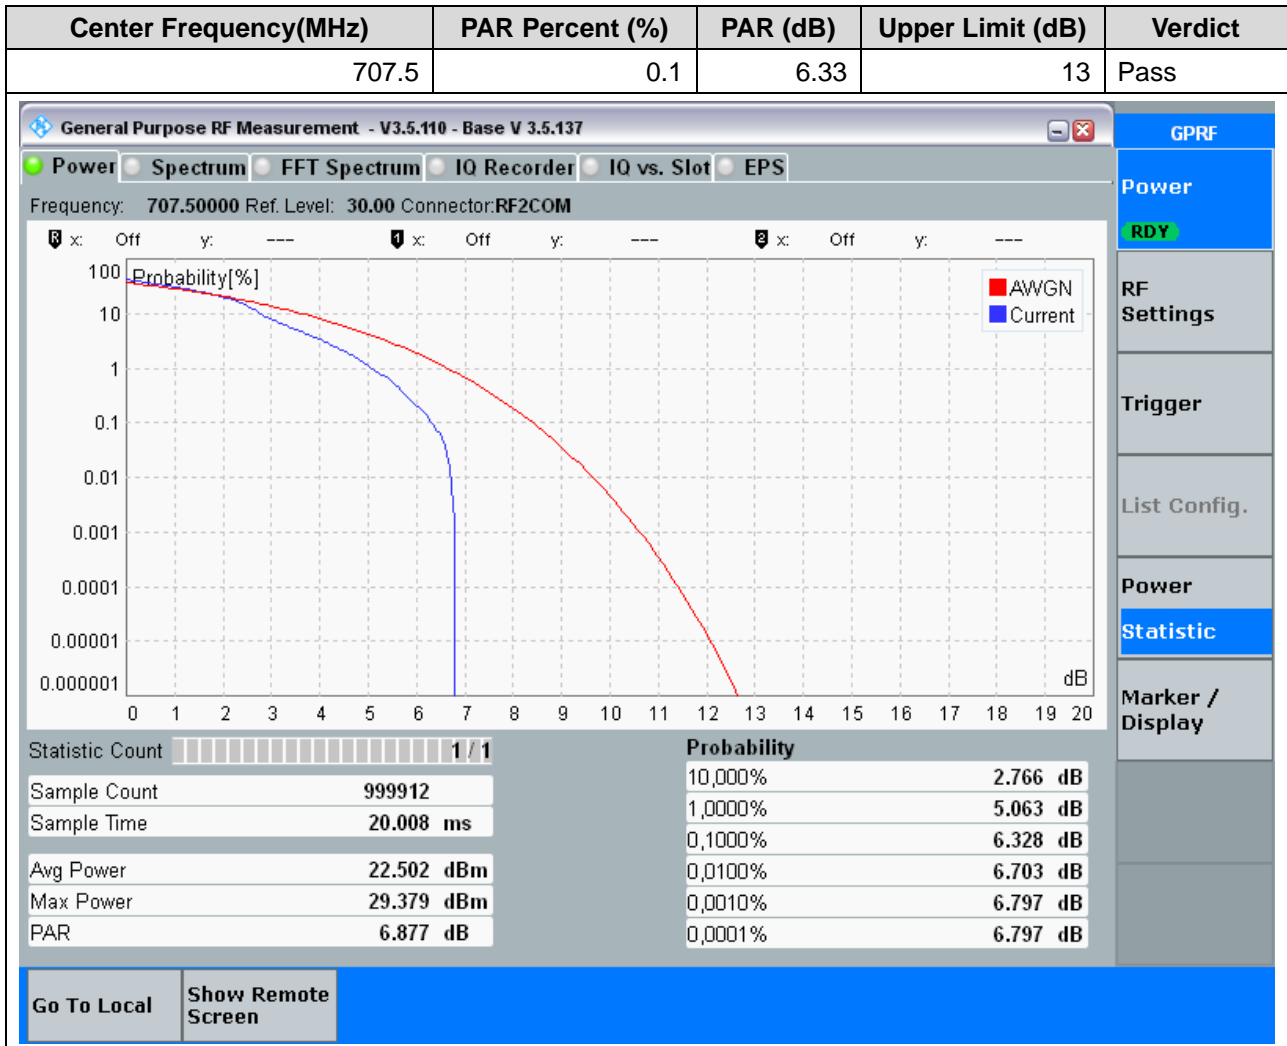 Center Frequency(MHz) PAR Percent (%) PAR (dB) Upper Limit (dB) Verdict
707.5 0.1 6.33 13 Pass
General Purpose RF Measurement - V3.5.110 - Base V 3.5.137
GPRF
Power Spectrum FFT Spectrum IQ Recorder IQ vs. Slot EPS
Power
RDY
Frequency: 707.50000 Ref. Level: 30.00 Connector:RF2COM
R x: Off y: --- 1 x: Off y: --- 2 x: Off y: ---
Probability[%]
AWGN
Current
100
10
1
0.1
0.01
0.001
0.0001
0.00001
0.000001
dB
0 1 2 3 4 5 6 7 8 9 10 11 12 13 14 15 16 17 18 19 20
RF
Settings
Trigger
List Config.
Power
Statistic
Marker /
Display
Statistic Count 1 / 1
Sample Count 999912
Sample Time 20.008 ms
Avg Power 22.502 dBm
Max Power 29.379 dBm
PAR 6.877 dB
Probability
10,000% 2.766 dB
1,0000% 5.063 dB
0,1000% 6.328 dB
0,0100% 6.703 dB
0,0010% 6.797 dB
0,0001% 6.797 dB
Go To Local
Show Remote
Screen